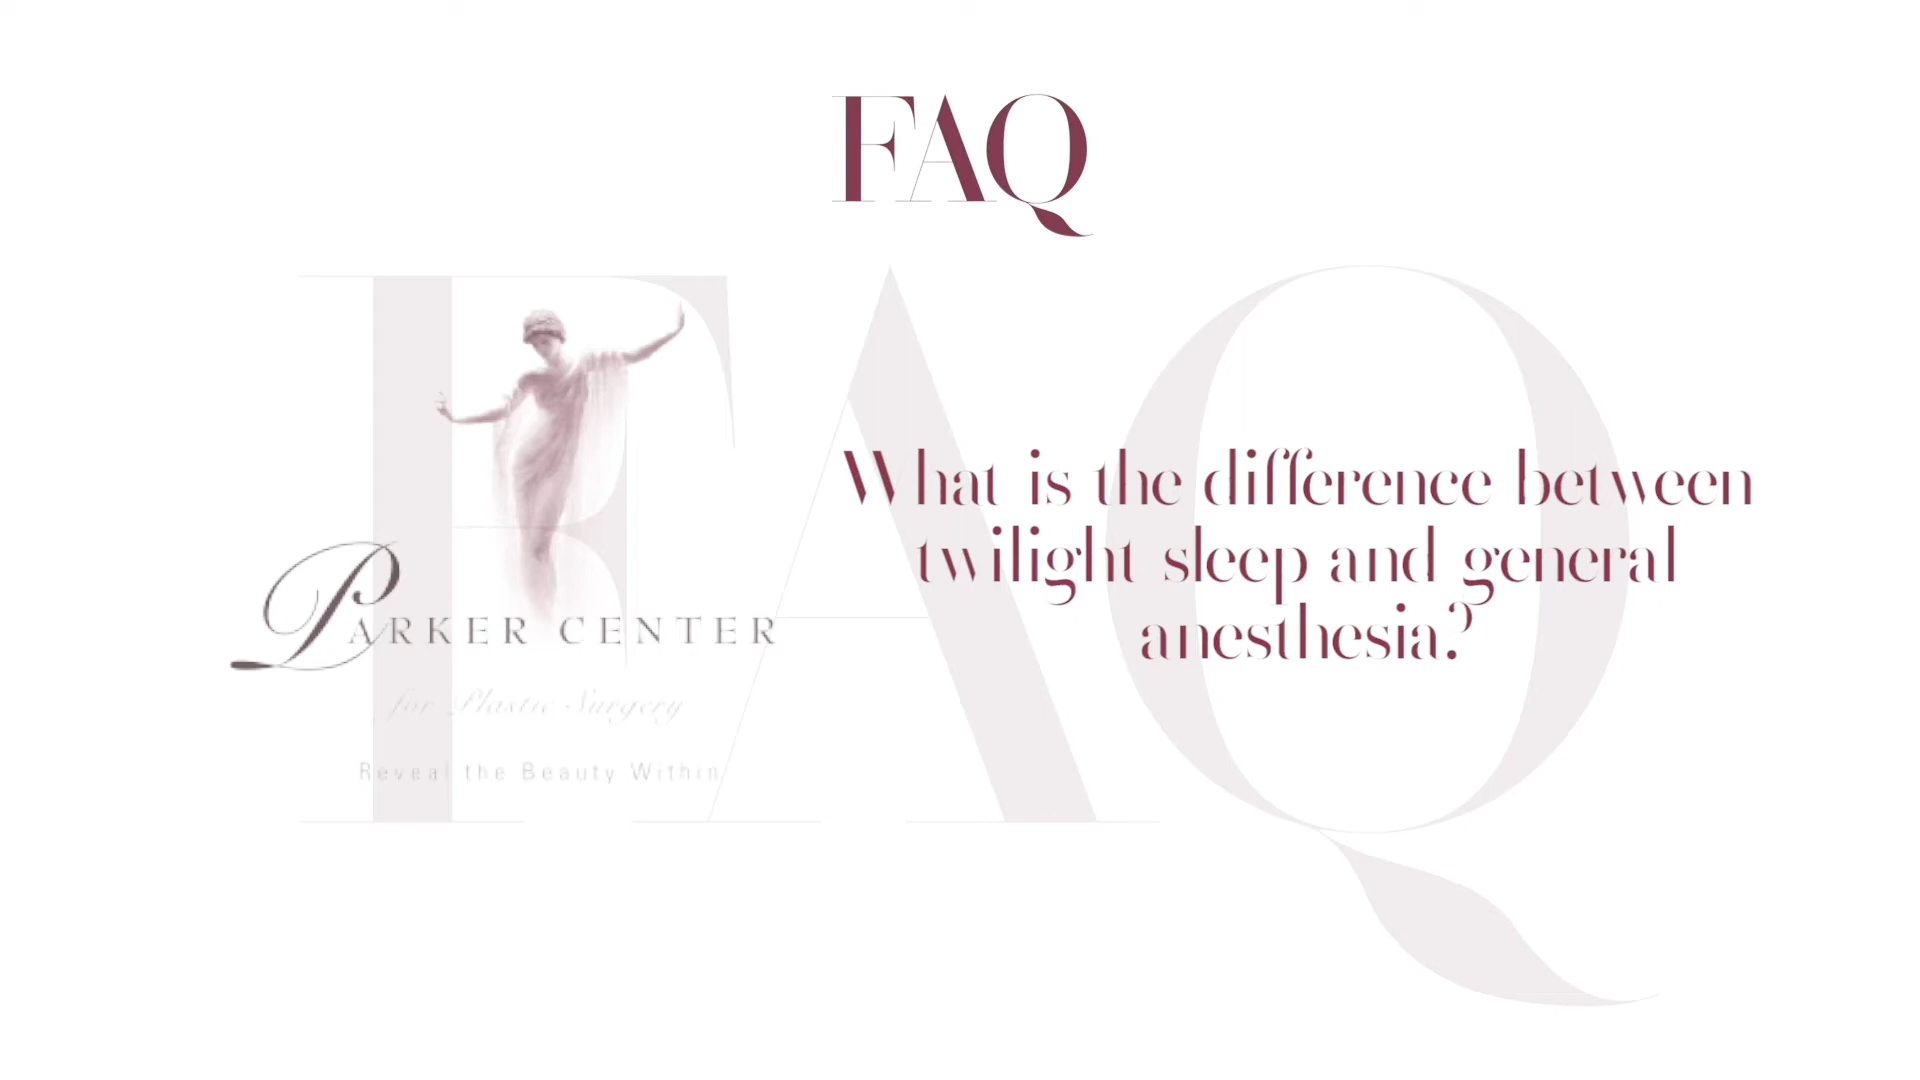 FAQ
FAQ
What is the difference between
twilight sleep and general
anesthesia?
PARKER CENTER
for Plastic Surgery
Reveal the Beauty Within